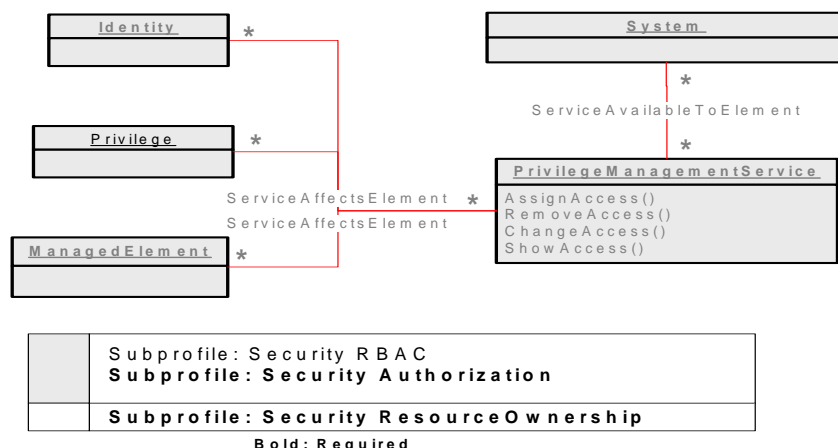 Identity
*
System
*
ServiceAvailableToElement
*
Privilege
*
PrivilegeManagementService
AssignAccess()
RemoveAccess()
ChangeAccess()
ShowAccess()
ServiceAffectsElement *
ServiceAffectsElement
ManagedElement
*
Subprofile: Security RBAC
Subprofile: Security Authorization
Subprofile: Security ResourceOwnership
Bold: Required